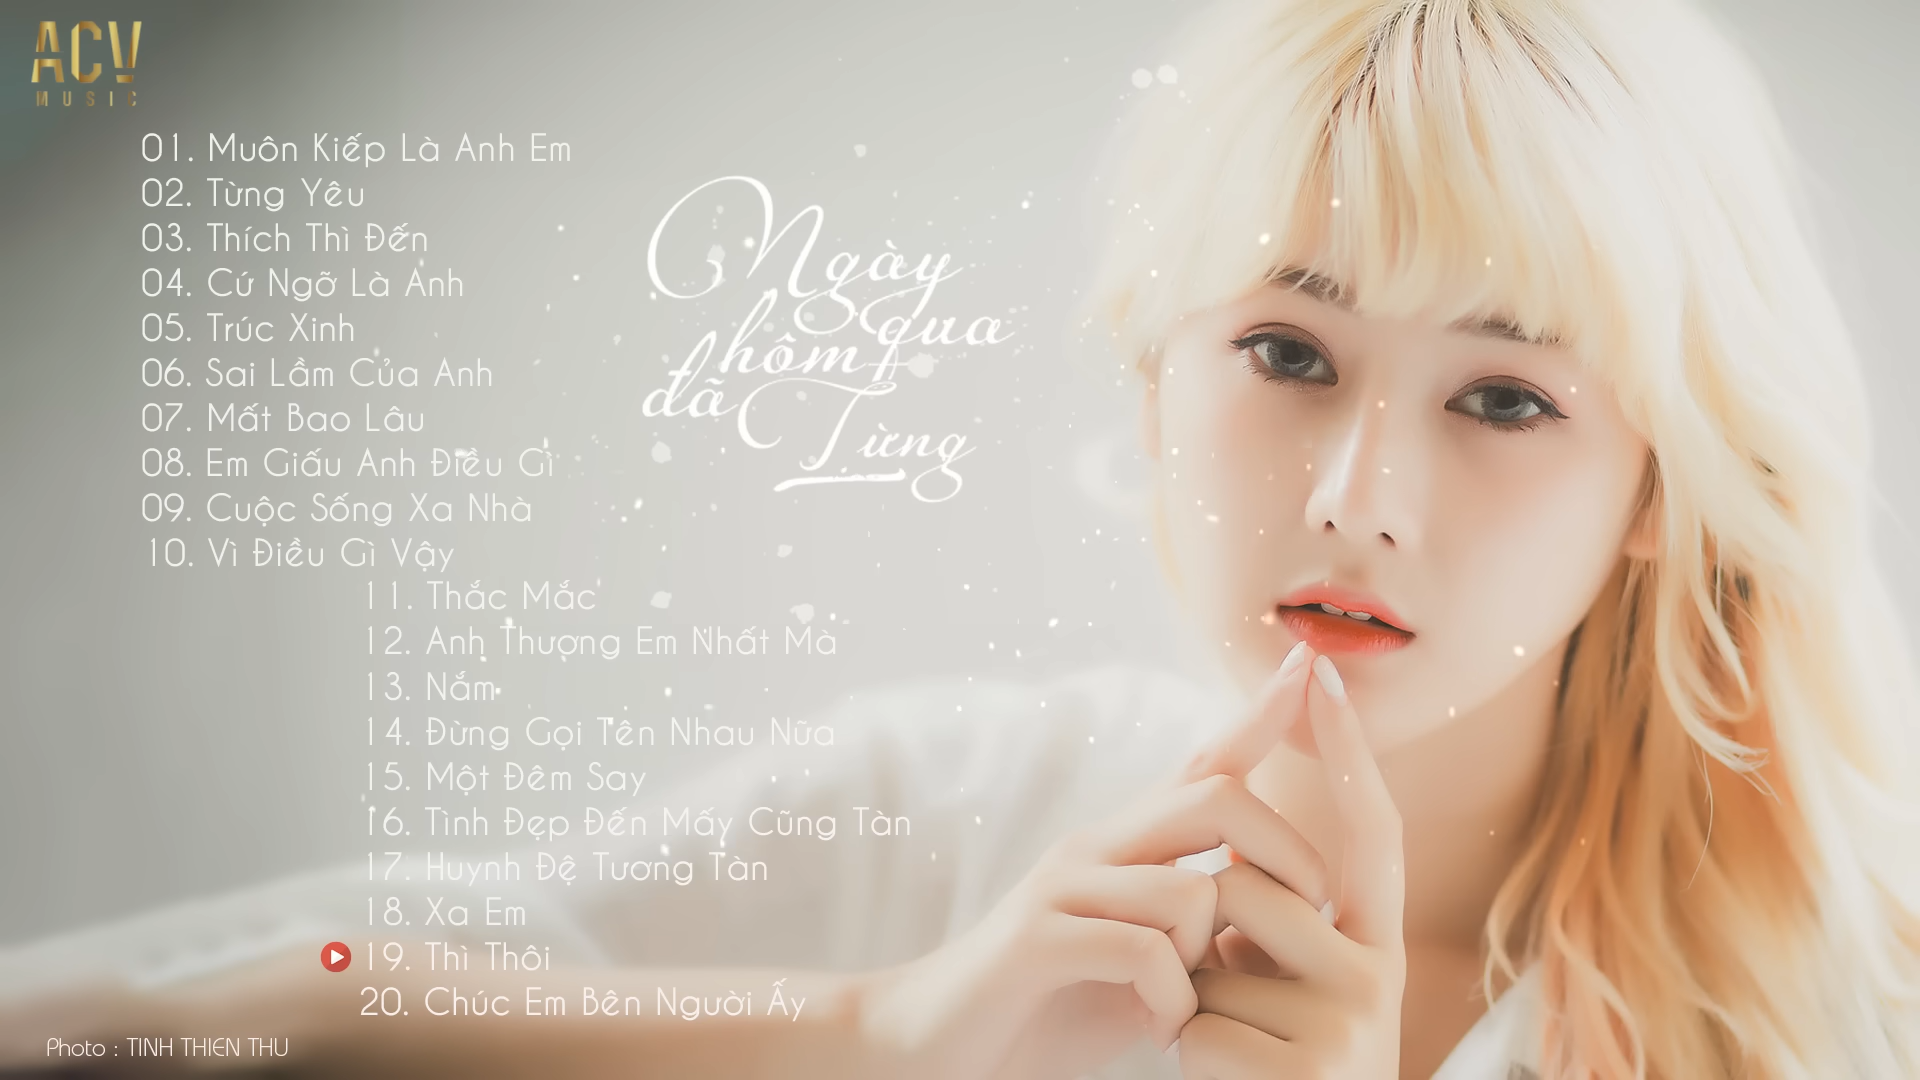 ACV
MUSIC
01. Muôn Kiếp Là Anh Em
02. Từng Yêu
03. Thích Thì Đến
04. Cứ Ngỡ Là Anh
05. Trúc Xinh
06. Sai Lầm Của Anh
07. Mất Bao Lâu
08. Em Giấu Anh Điều Gì
09. Cuộc Sống Xa Nhà
10. Vì Điều Gì Vậy
11. Thắc Mắc
12. Anh Thượng Em Nhất Mà
13. Nắm
14. Đừng Gọi Tên Nhau Nữa
15. Một Đêm Say
16. Tình Đẹp Đến Mấy Cũng Tàn
17. Huynh Đệ Tương Tàn
18. Xa Em
19. Thì Thôi
20. Chúc Em Bên Người Ấy
Ngày
hôm qua
đã Từng
Photo : TINH THIEN THU